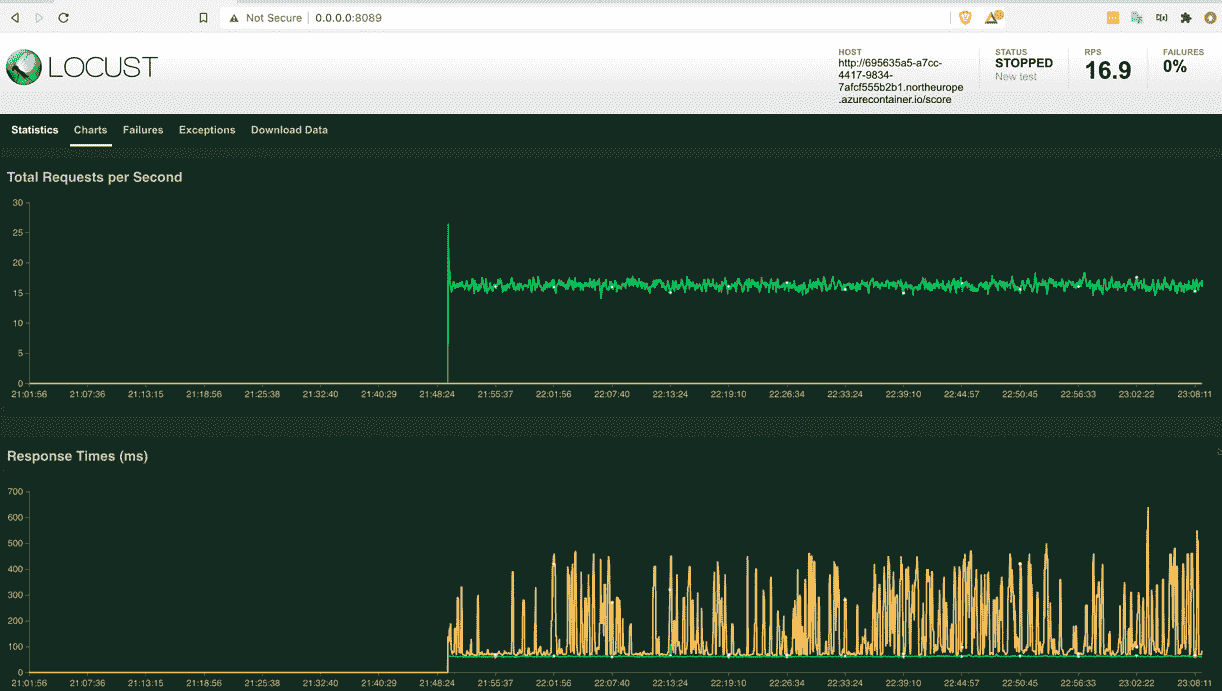 Not Secure | 0.0.0.0:8089
LOCUST
HOST
http://695635a5-a7cc-
4417-9834-
7afcf555b2b1.northeurope
.azurecontainer.io/score
STATUS
STOPPED
New test
RPS
16.9
FAILURES
0%
Statistics Charts Failures Exceptions Download Data
Total Requests per Second
30
25
20
15
10
5
0
21:01:56 21:07:36 21:13:15 21:18:56 21:25:38 21:32:40 21:40:29 21:48:24 21:55:37 22:01:56 22:07:40 22:13:24 22:19:10 22:26:34 22:33:24 22:39:10 22:44:57 22:50:45 22:56:33 23:02:22 23:08:11
Response Times (ms)
700
600
500
400
300
200
100
0
21:01:56 21:07:36 21:13:15 21:18:56 21:25:38 21:32:40 21:40:29 21:48:24 21:55:37 22:01:56 22:07:40 22:13:24 22:19:10 22:26:34 22:33:24 22:39:10 22:44:57 22:50:45 22:56:33 23:02:22 23:08:11